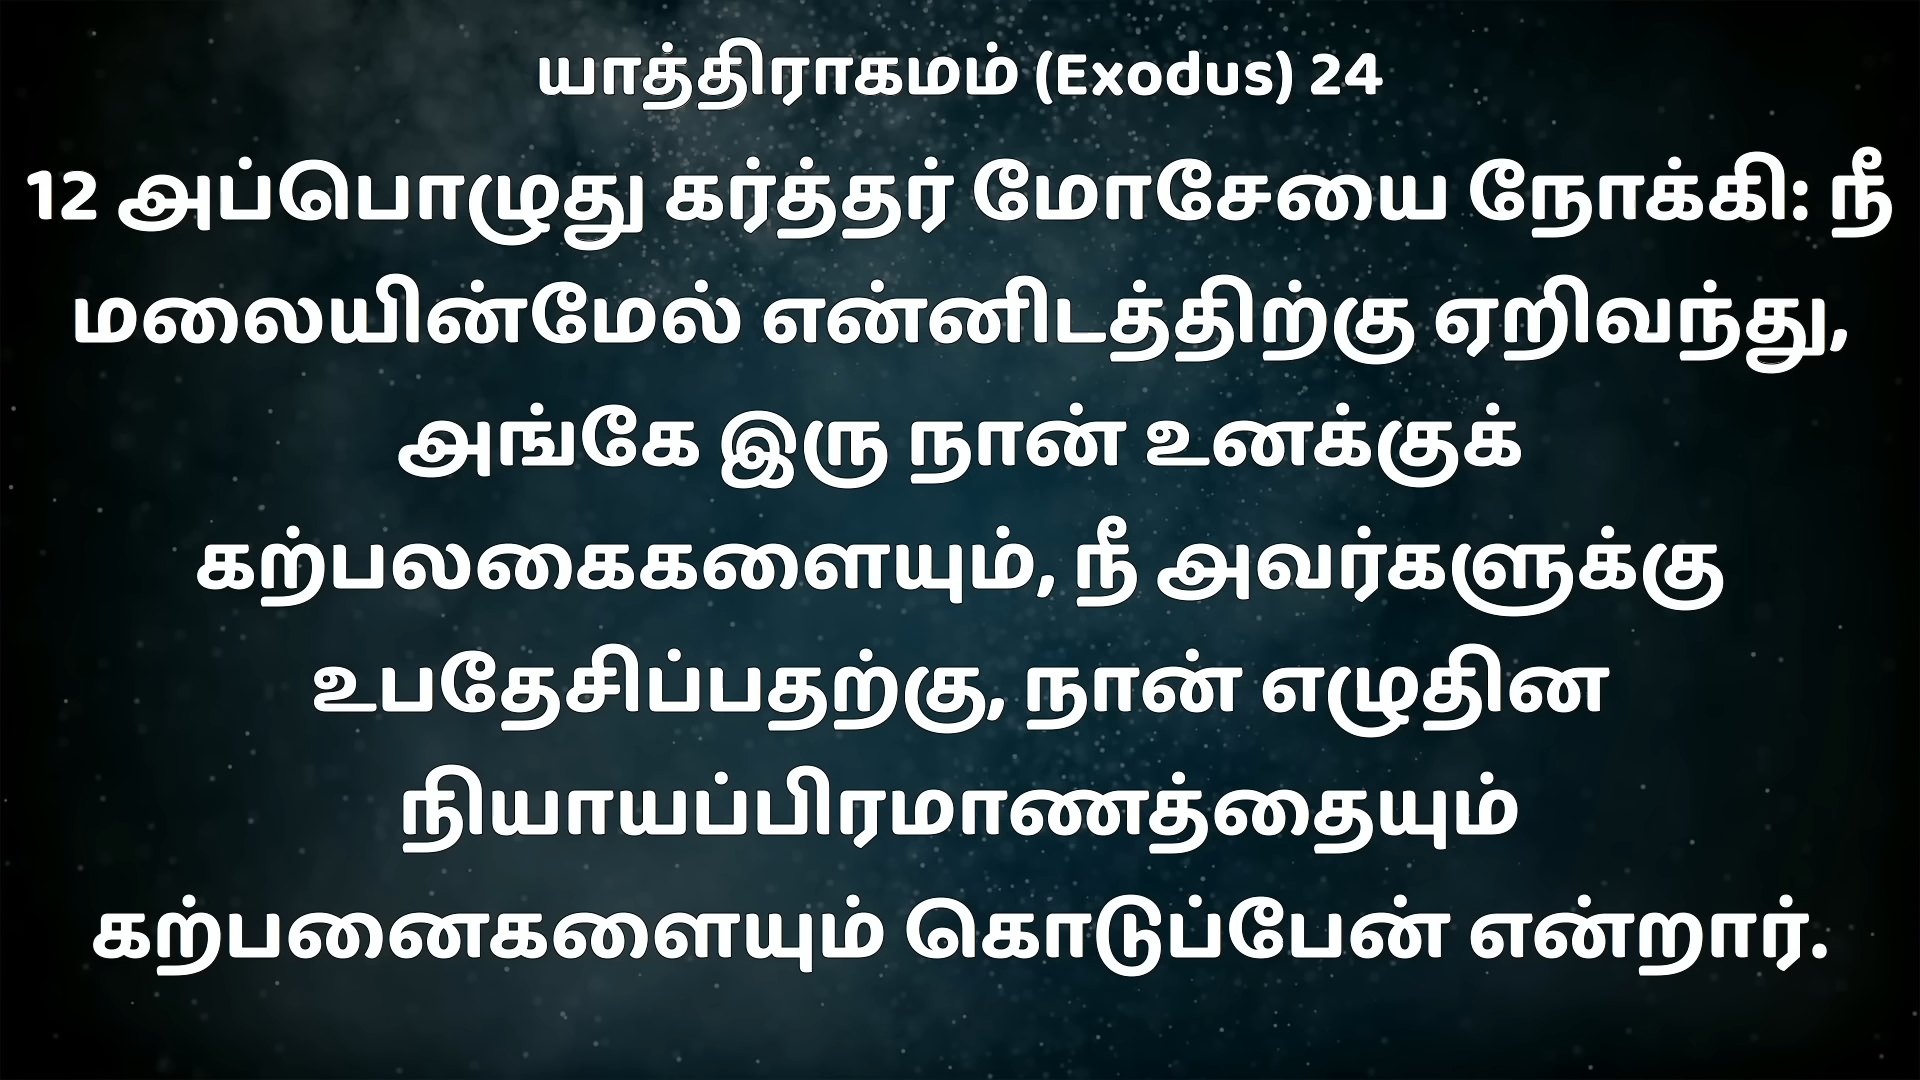 யாத்திராகமம் (Exodus) 24
12 அப்பொழுது கர்த்தர் மோசேயை நோக்கி: நீ
மலையின்மேல் என்னிடத்திற்கு ஏறிவந்து,
அங்கே இரு நான் உனக்குக்
கற்பலகைகளையும், நீ அவர்களுக்கு
உபதேசிப்பதற்கு, நான் எழுதின
நியாயப்பிரமாணத்தையும்
கற்பனைகளையும் கொடுப்பேன் என்றார்.